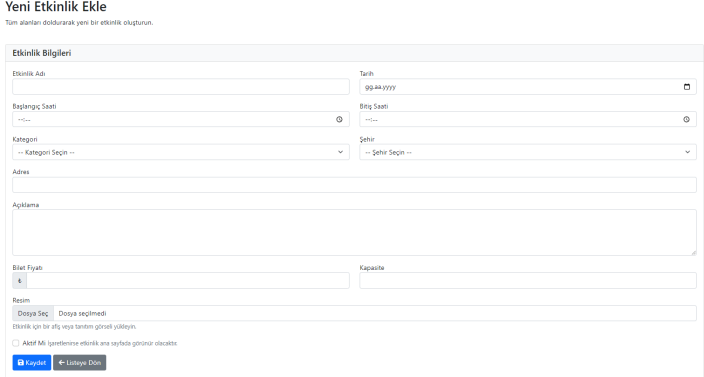 Yeni Etkinlik Ekle
Tüm alanları doldurarak yeni bir etkinlik oluşturun.
Etkinlik Bilgileri
Etkinlik Adı
Tarih
gg.aa.yyyy
Başlangıç Saati
Bitiş Saati
--:--
--:--
Kategori
Şehir
-- Kategori Seçin --
-- Şehir Seçin --
Adres
Açıklama
Bilet Fiyatı
Kapasite
₺
Resim
Dosya Seç Dosya seçilmedi
Etkinlik için bir afiş veya tanıtım görseli yükleyin.
Aktif Mi İşaretlenirse etkinlik ana sayfada görünür olacaktır.
Kaydet
Listeye Dön